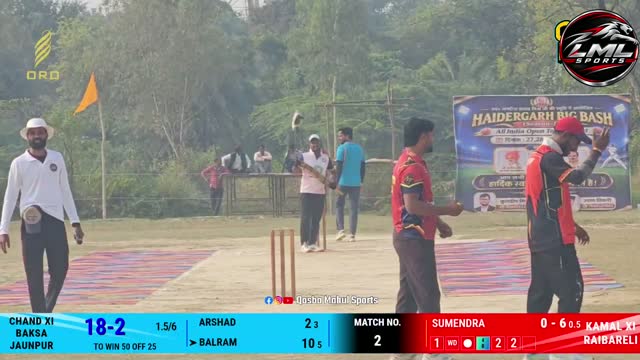 ORO
LML
SPORTS
HAIDERGARH BIG BASH
All India Open
CHAND XI
BAKSA
JAUNPUR
18-2
1.5/6
TO WIN 50 OFF 25
ARSHAD 2 3
BALRAM 10 5
MATCH NO.
2
SUMENDRA 0 - 6 0.5
1 WD 2 2
KAMAL XI
RAIBARELI
Qasba Mahul Sports